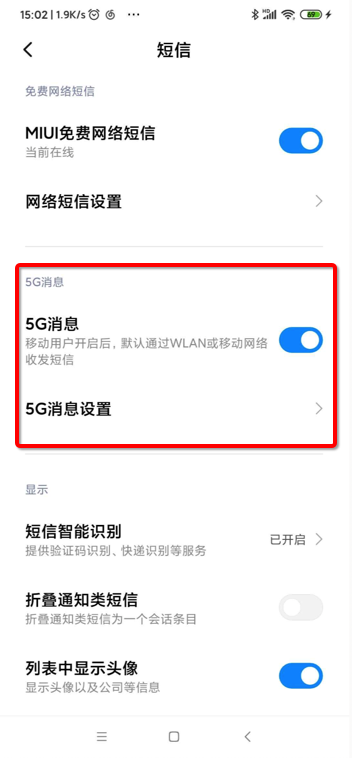 15:02 | 1.9K/s ··· HD 69
短信
免费网络短信
MIUI免费网络短信
当前在线
网络短信设置
5G消息
5G消息
移动用户开启后，默认通过WLAN或移动网络
收发短信
5G消息设置
显示
短信智能识别
已开启
提供验证码识别、快递识别等服务
折叠通知类短信
折叠通知类短信为一个会话条目
列表中显示头像
显示头像以及公司等信息